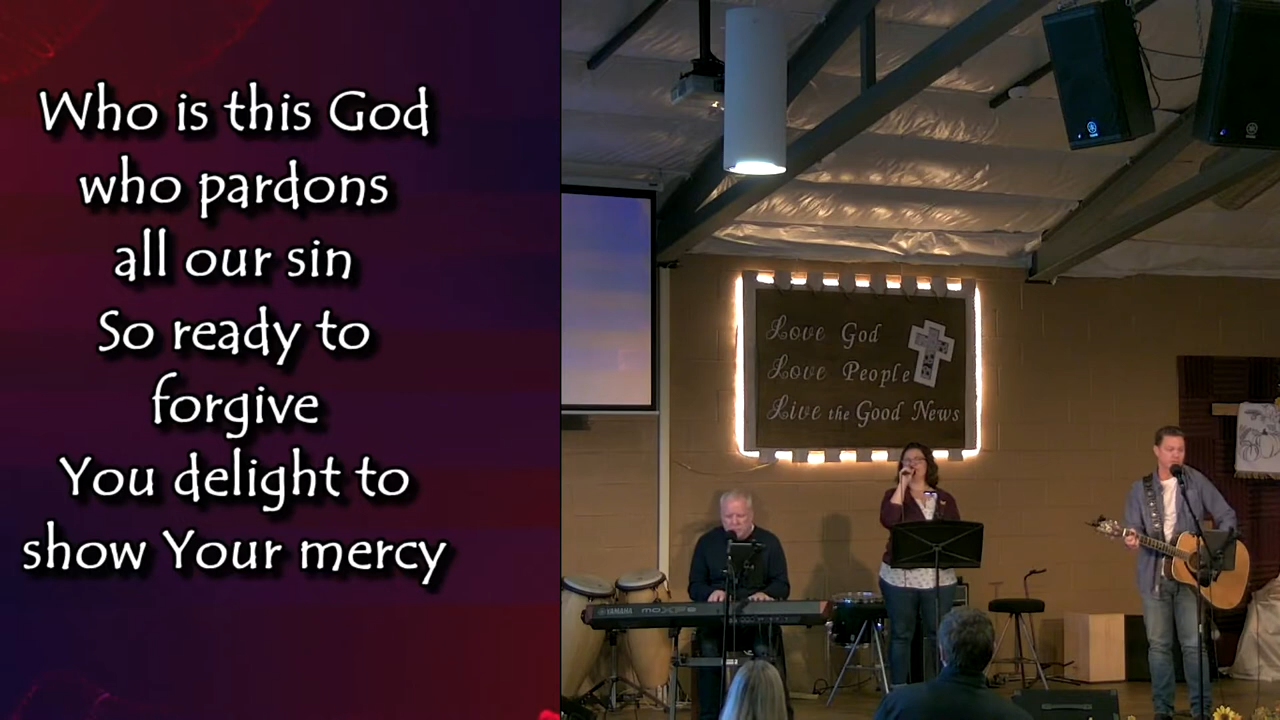 Who is this God
who pardons
all our sin
So ready to
forgive
You delight to
show Your mercy
Love God
Love People
Live the Good News
YAMAHA